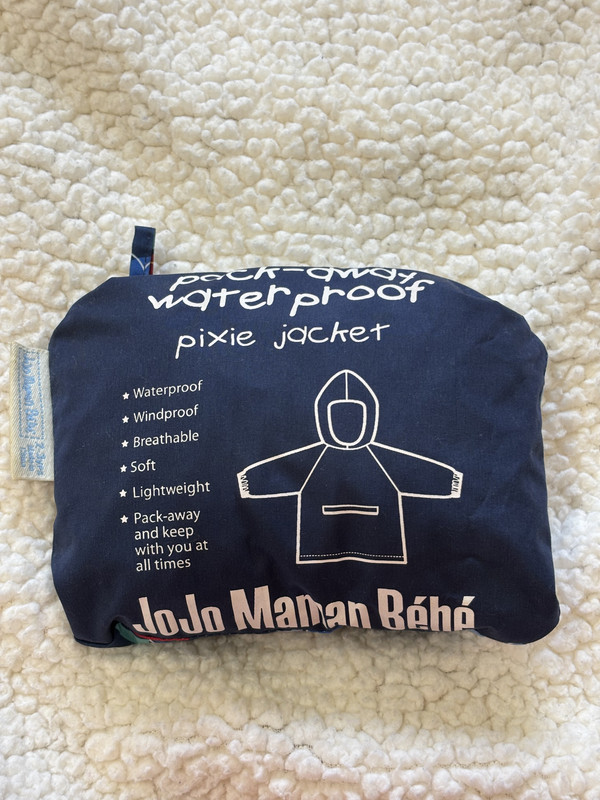 pack-away
waterproof
pixie jacket
★ Waterproof
★ Windproof
★ Breathable
★ Soft
★ Lightweight
★ Pack-away
and keep
with you at
all times
JoJo Maman Bébé